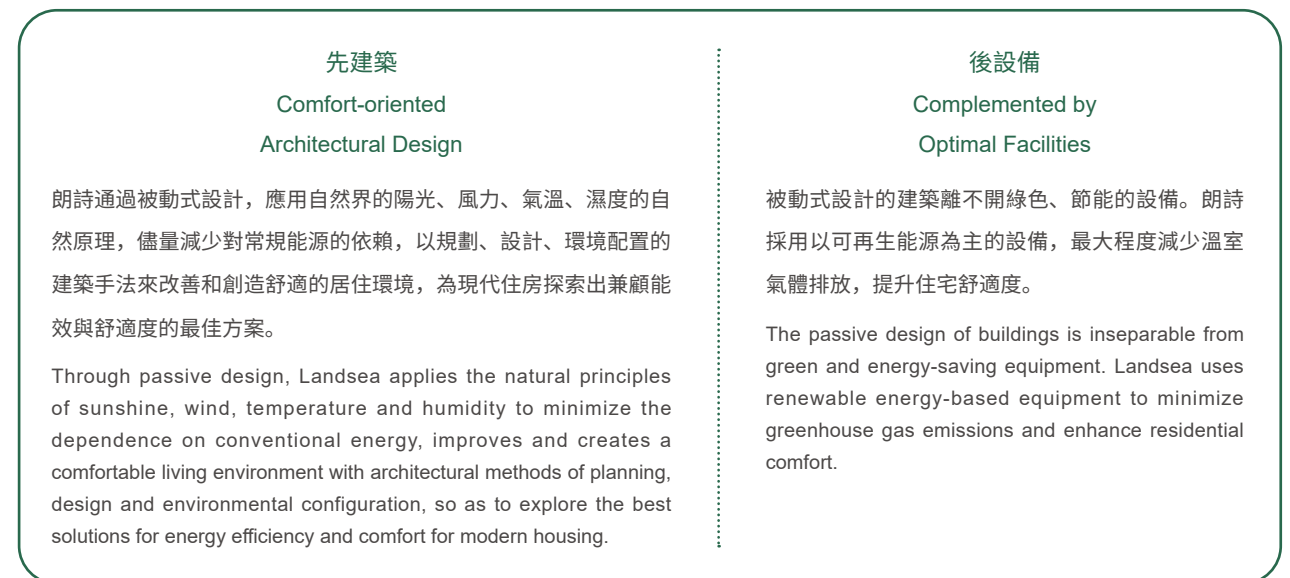 先建築
Comfort-oriented
Architectural Design
朗詩通過被動式設計，應用自然界的陽光、風力、氣溫、濕度的自
然原理，儘量減少對常規能源的依賴，以規劃、設計、環境配置的
建築手法來改善和創造舒適的居住環境，為現代住房探索出兼顧能
效與舒適度的最佳方案。
Through passive design, Landsea applies the natural principles
of sunshine, wind, temperature and humidity to minimize the
dependence on conventional energy, improves and creates a
comfortable living environment with architectural methods of planning,
design and environmental configuration, so as to explore the best
solutions for energy efficiency and comfort for modern housing.
後設備
Complemented by
Optimal Facilities
被動式設計的建築離不開綠色、節能的設備。朗詩
採用以可再生能源為主的設備，最大程度減少溫室
氣體排放，提升住宅舒適度。
The passive design of buildings is inseparable from
green and energy-saving equipment. Landsea uses
renewable energy-based equipment to minimize
greenhouse gas emissions and enhance residential
comfort.